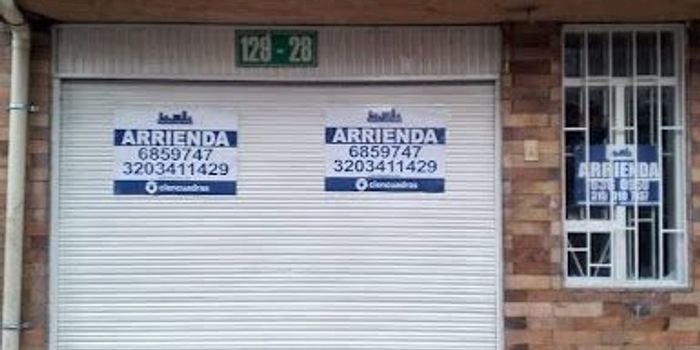 129 - 28
ARRIENDA
6859747
3203411429
ciencuadras
ARRIENDA
6859747
3203411429
ciencuadras
ARRIENDA